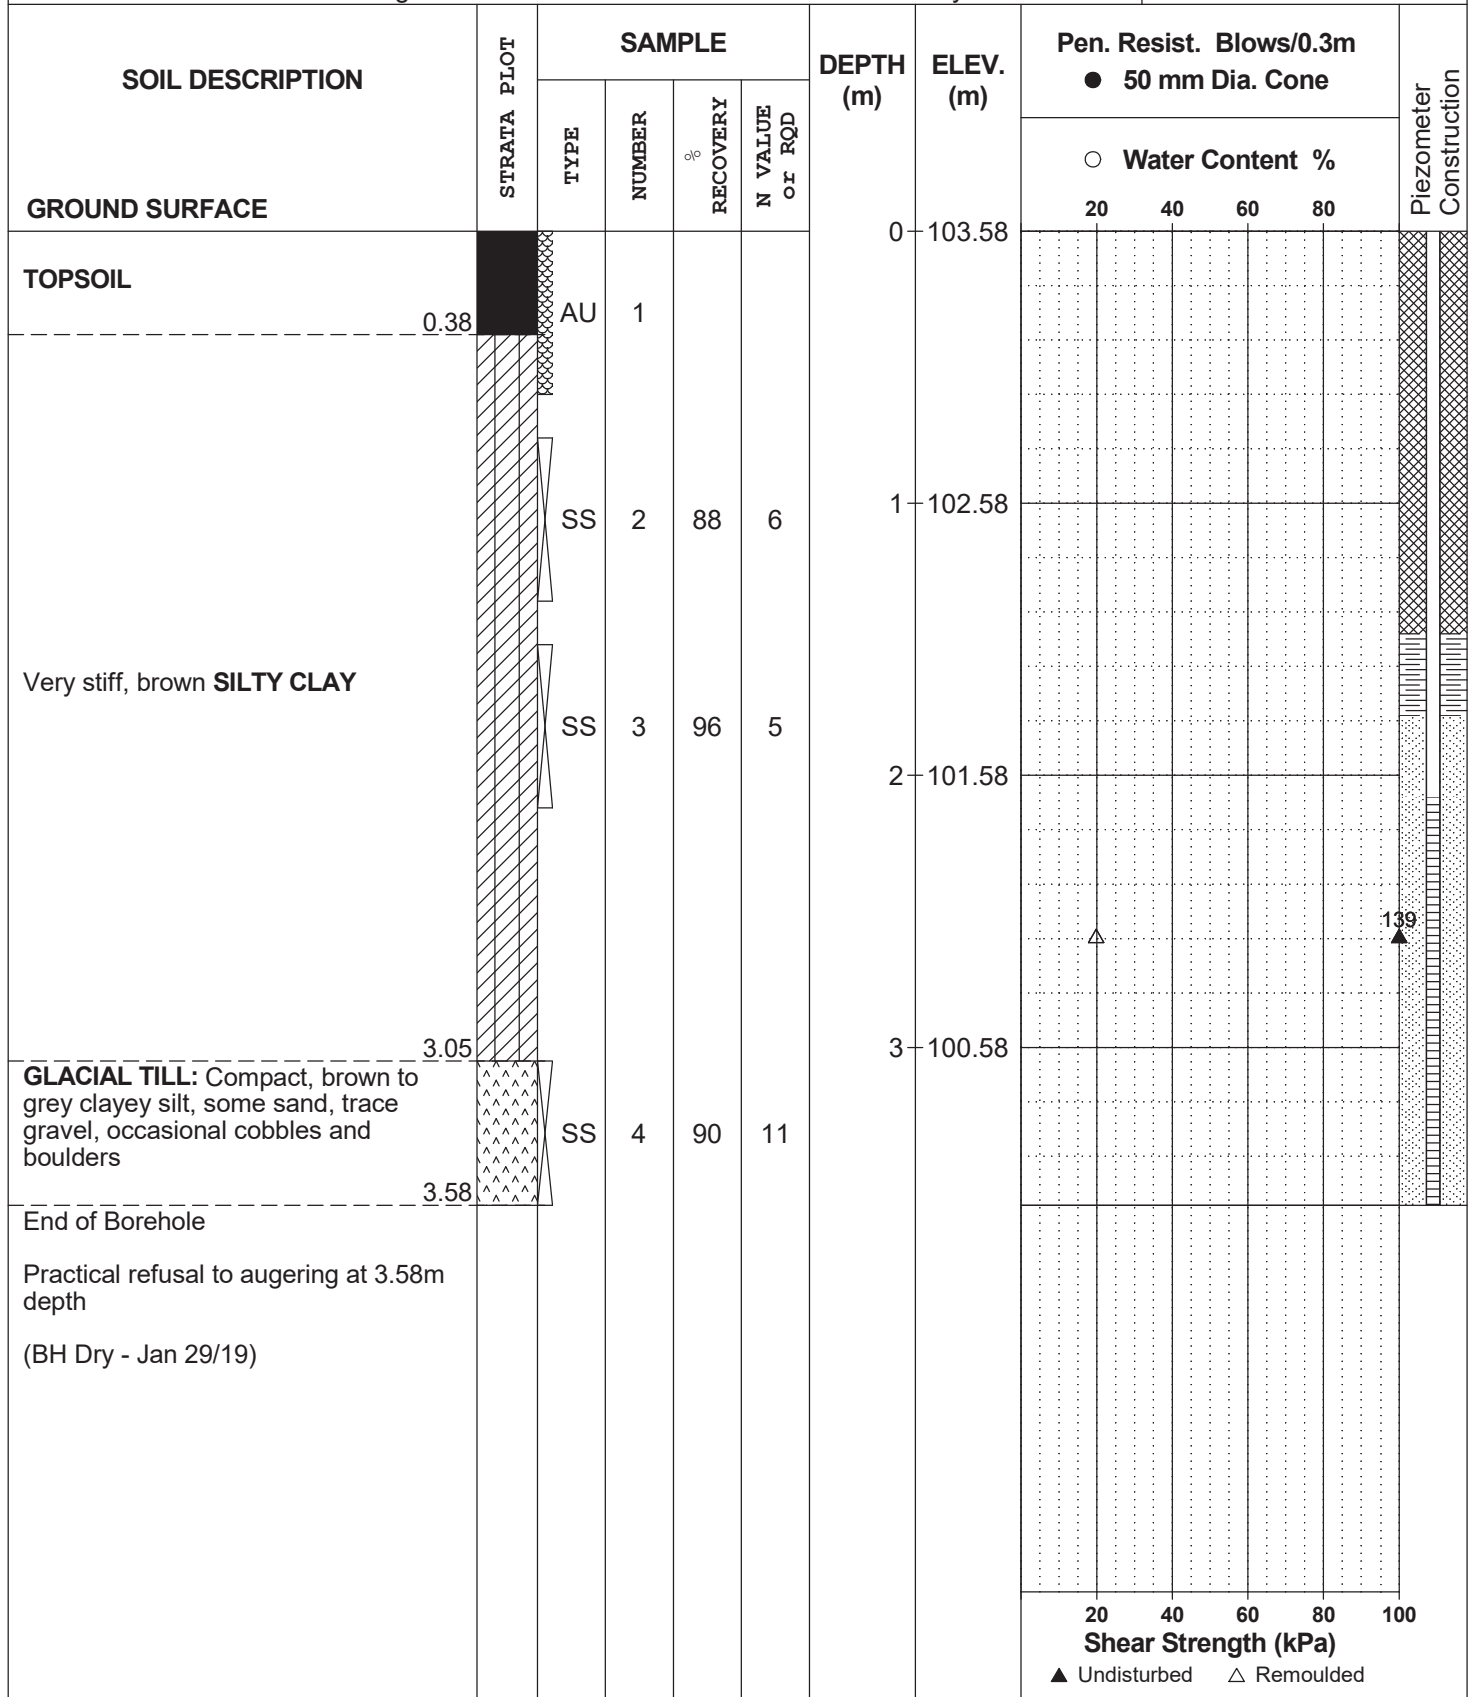 SOIL DESCRIPTION
GROUND SURFACE
STRATA PLOT
SAMPLE
TYPE
NUMBER
%
RECOVERY
N VALUE
or RQD
DEPTH
(m)
ELEV.
(m)
Pen. Resist. Blows/0.3m
● 50 mm Dia. Cone
○ Water Content %
20 40 60 80
Piezometer
Construction
0 103.58
TOPSOIL
0.38
AU 1
SS 2 88 6
1 102.58
Very stiff, brown SILTY CLAY
SS 3 96 5
2 101.58
139
3.05
3 100.58
GLACIAL TILL: Compact, brown to
grey clayey silt, some sand, trace
gravel, occasional cobbles and
boulders
SS 4 90 11
3.58
End of Borehole
Practical refusal to augering at 3.58m
depth
(BH Dry - Jan 29/19)
20 40 60 80 100
Shear Strength (kPa)
▲ Undisturbed △ Remoulded